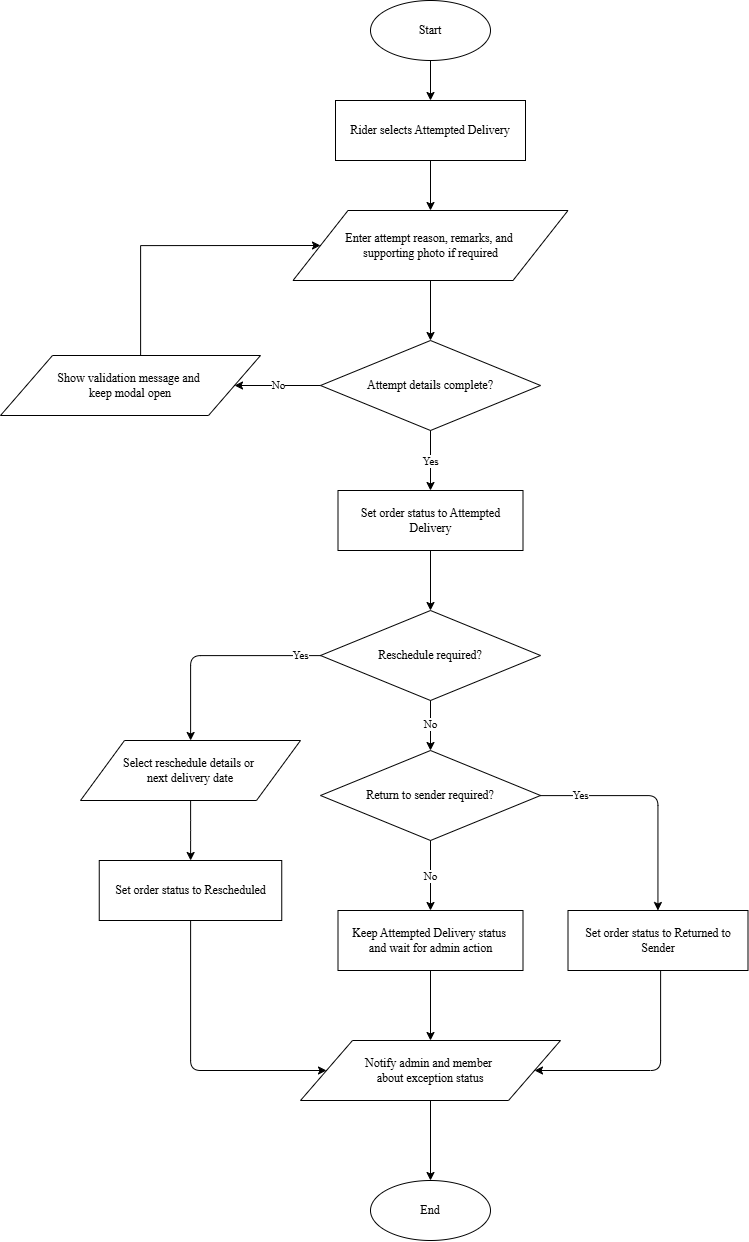 Start
Rider selects Attempted Delivery
Enter attempt reason, remarks, and
supporting photo if required
Show validation message and
keep modal open
No
Attempt details complete?
Yes
Set order status to Attempted
Delivery
Yes
Reschedule required?
No
Select reschedule details or
next delivery date
Return to sender required?
Yes
No
Set order status to Rescheduled
Keep Attempted Delivery status
and wait for admin action
Set order status to Returned to
Sender
Notify admin and member
about exception status
End